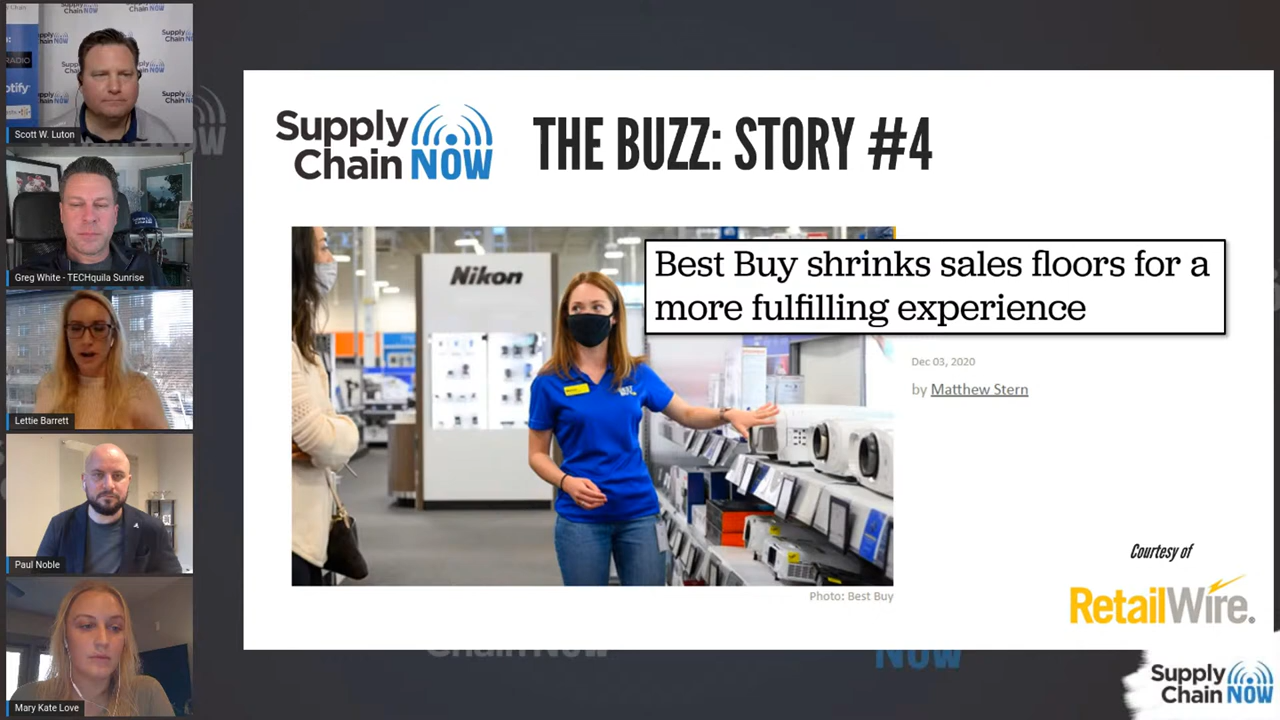 Supply
Chain NOW
THE BUZZ: STORY #4
Nikon
Best Buy shrinks sales floors for a
more fulfilling experience
Dec 03, 2020
by Matthew Stern
Photo: Best Buy
Courtesy of
RetailWire.
Supply
Chain NOW
Scott W. Luton
Greg White - TECHquila Sunrise
Lettie Barrett
Paul Noble
Mary Kate Love